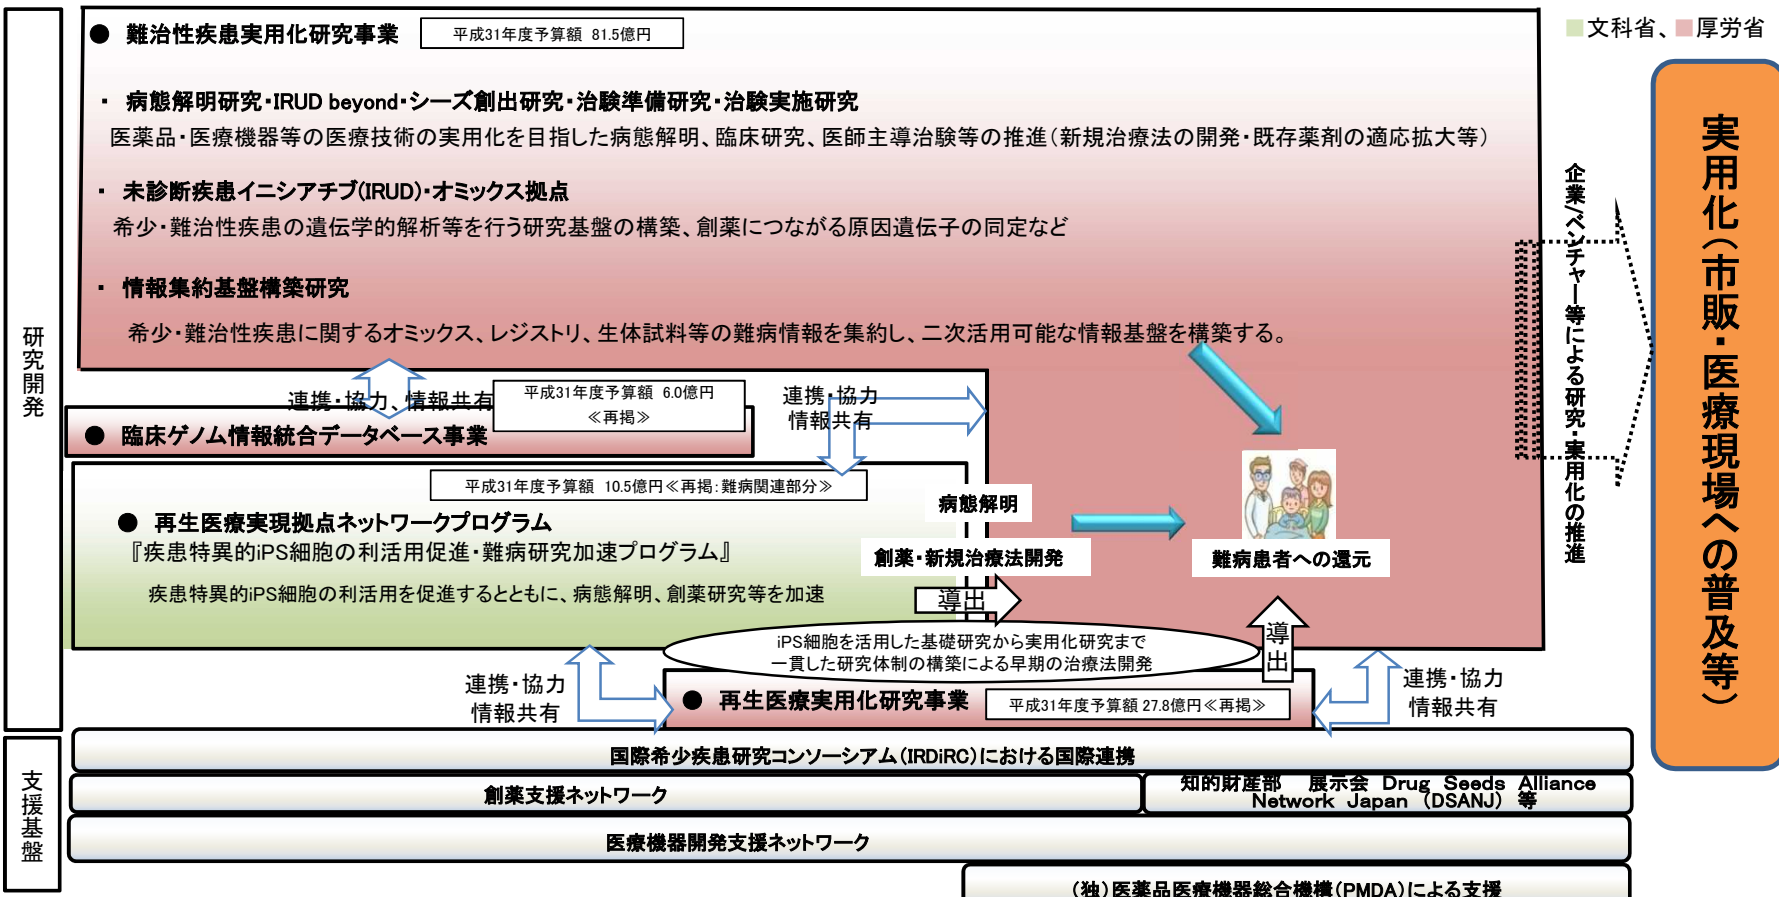 ■文科省、■厚労省
● 難治性疾患実用化研究事業
平成31年度予算額 81.5億円
・ 病態解明研究・IRUD beyond・シーズ創出研究・治験準備研究・治験実施研究
医薬品・医療機器等の医療技術の実用化を目指した病態解明、臨床研究、医師主導治験等の推進(新規治療法の開発・既存薬剤の適応拡大等)
・ 未診断疾患イニシアチブ(IRUD)・オミックス拠点
希少・難治性疾患の遺伝学的解析等を行う研究基盤の構築、創薬につながる原因遺伝子の同定など
・ 情報集約基盤構築研究
希少・難治性疾患に関するオミックス、レジストリ、生体試料等の難病情報を集約し、二次活用可能な情報基盤を構築する。
研究開発
連携・協力、情報共有
平成31年度予算額 6.0億円
≪再掲≫
連携・協力
情報共有
● 臨床ゲノム情報統合データベース事業
平成31年度予算額 10.5億円≪再掲:難病関連部分≫
● 再生医療実現拠点ネットワークプログラム
『疾患特異的iPS細胞の利活用促進・難病研究加速プログラム』
疾患特異的iPS細胞の利活用を促進するとともに、病態解明、創薬研究等を加速
病態解明
創薬・新規治療法開発
導出
難病患者への還元
iPS細胞を活用した基礎研究から実用化研究まで
一貫した研究体制の構築による早期の治療法開発
導出
連携・協力
情報共有
● 再生医療実用化研究事業
平成31年度予算額 27.8億円≪再掲≫
連携・協力
情報共有
企業/ベンチャー等による研究・実用化の推進
実用化(市販・医療現場への普及等)
支援基盤
国際希少疾患研究コンソーシアム(IRDiRC)における国際連携
創薬支援ネットワーク
知的財産部 展示会 Drug Seeds Alliance
Network Japan (DSANJ) 等
医療機器開発支援ネットワーク
(独)医薬品医療機器総合機構(PMDA)による支援